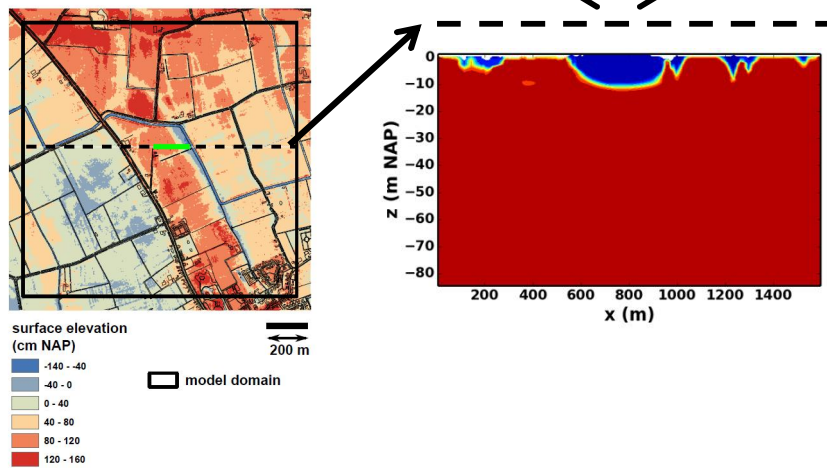 surface elevation
(cm NAP)
-140 - -40
-40 - 0
0 - 40
40 - 80
80 - 120
120 - 160
200 m
model domain
0
−10
−20
−30
−40
−50
−60
−70
−80
z (m NAP)
200 400 600 800 1000 1200 1400
x (m)